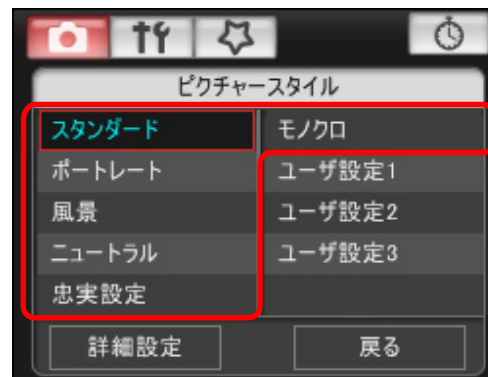 ピクチャースタイル
スタンダード
モノクロ
ポートレート
ユーザ設定1
風景
ユーザ設定2
ニュートラル
ユーザ設定3
忠実設定
詳細設定
戻る